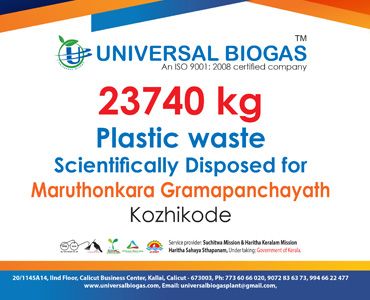 UNIVERSAL BIOGAS TM
An ISO 9001: 2008 certified company
23740 kg
Plastic waste
Scientifically Disposed for
Maruthonkara Gramapanchayath
Kozhikode
Service provider: Suchitwa Mission & Haritha Keralam Mission
Haritha Sahaya Sthapanam, Undertaking: Government of Kerala.
20/1145A14, IInd Floor, Calicut Business Center, Kallai, Calicut - 673003, Ph: 773 60 66 020, 9072 83 63 73, 994 66 22 477
www.universalbiogas.com, Email: universalbiogasplant@gmail.com,